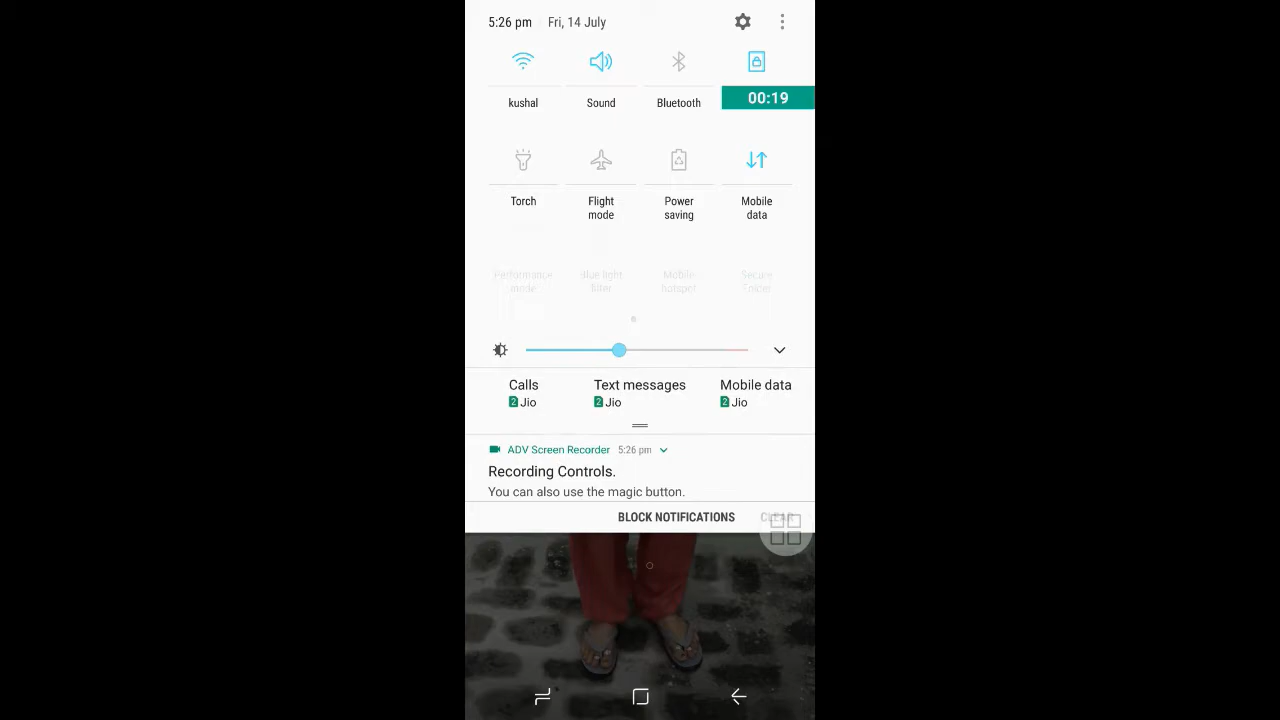 5:26 pm Fri, 14 July
kushal Sound Bluetooth 00:19
Torch Flight mode Power saving Mobile data
Performance mode Blue light filter Mobile hotspot Secure Folder
Calls Text messages Mobile data
2 Jio 2 Jio 2 Jio
ADV Screen Recorder 5:26 pm
Recording Controls.
You can also use the magic button.
BLOCK NOTIFICATIONS CLEAR